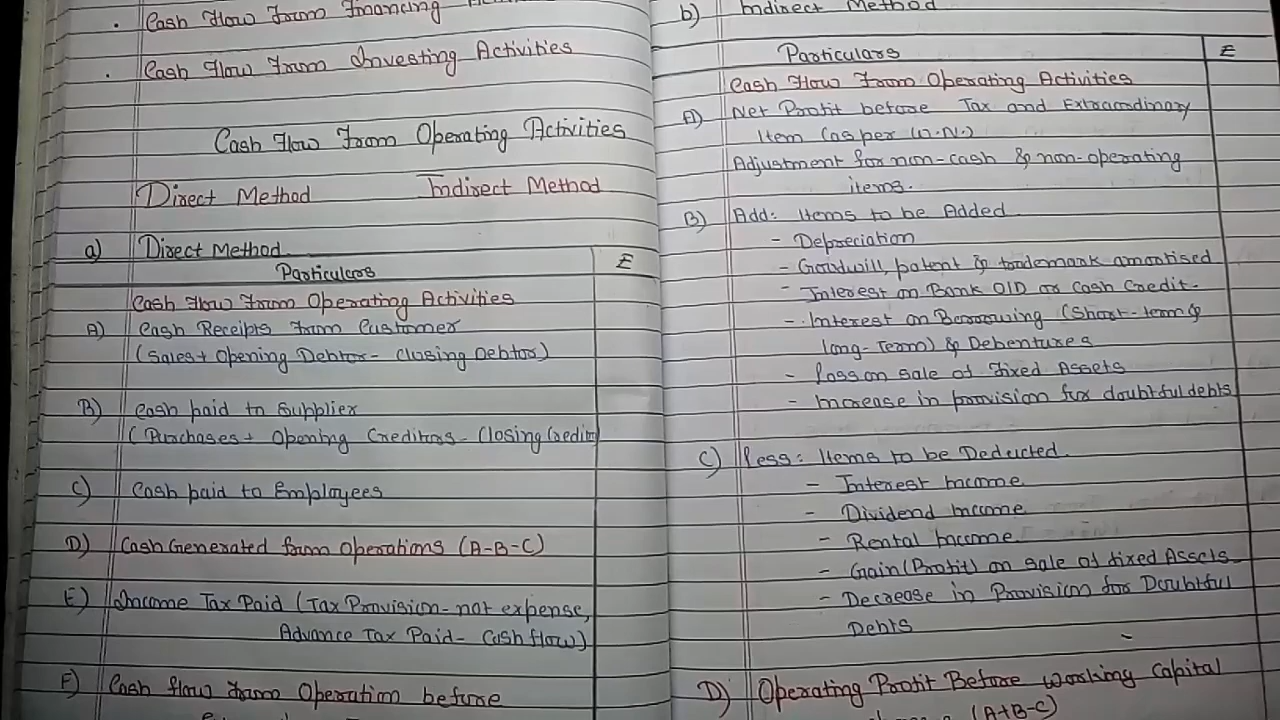 . Cash Flow From Financing
. Cash Flow From Investing Activities
Cash Flow From Operating Activities
Direct Method Indirect Method
a) Direct Method
Particulars ₹
Cash Flow From Operating Activities
A) Cash Receipts From Customer
(Sales + Opening Debtor - Closing Debtor)
B) Cash paid to Supplier
(Purchases + Opening Creditors - Closing Creditor)
C) Cash paid to Employees
D) Cash Generated from Operations (A-B-C)
E) Income Tax Paid (Tax Provision - not expense,
Advance Tax Paid - Cash flow)
F) Cash flow from Operation before
b) Indirect Method
Particulars ₹
Cash Flow From Operating Activities
A) Net Profit before Tax and Extraordinary
Item (as per W.N.)
Adjustment for non-cash & non-operating
items.
B) Add: Items to be Added
- Depreciation
- Goodwill, patent & trademark amortised
- Interest on Bank O/D or Cash Credit.
- Interest on Borrowing (Short-term &
long-Term) & Debentures
- Loss on sale of Fixed Assets
- Increase in provision for doubtful debts
C) Less: Items to be Deducted
- Interest Income
- Dividend Income
- Rental Income
- Gain (Profit) on sale of fixed Assets
- Decrease in Provision for Doubtful
Debts
D) Operating Profit Before Working Capital
(A+B-C)